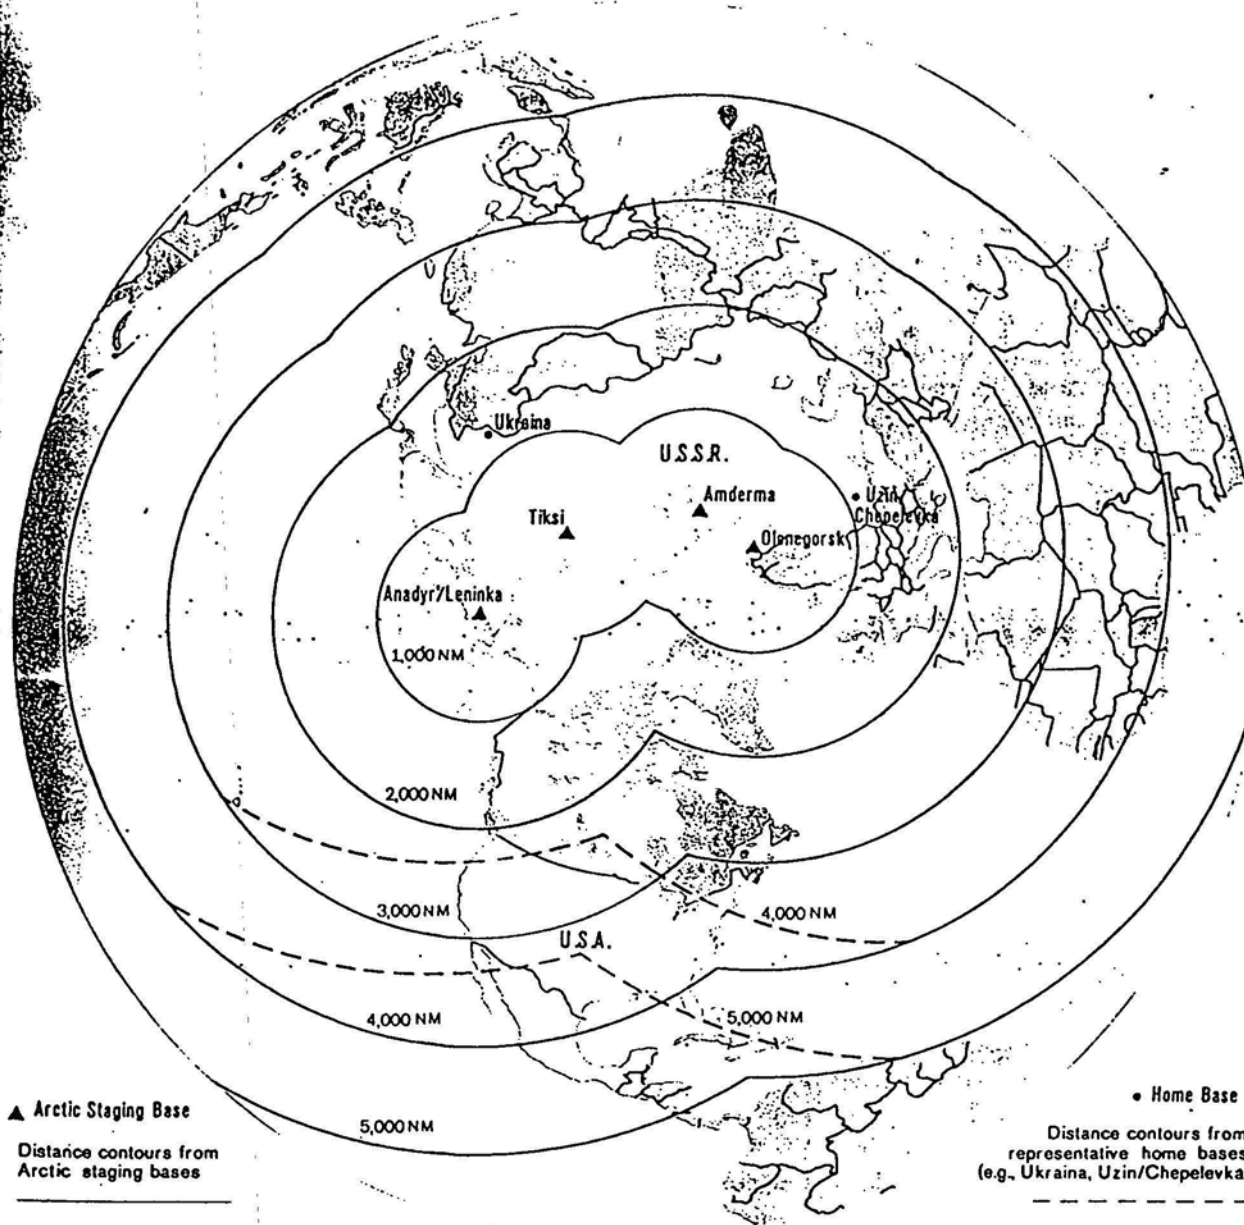 Ukraina
U.S.S.R.
Amderma
Uzin
Chepelevka
Tiksi
Olenegorsk
Anadyr'/Leninka
1,000 NM
2,000 NM
3,000 NM
4,000 NM
U.S.A.
4,000 NM
5,000 NM
5,000 NM
Arctic Staging Base
Distance contours from
Arctic staging bases
Home Base
Distance contours from
representative home bases
(e.g., Ukraina, Uzin/Chepelevka